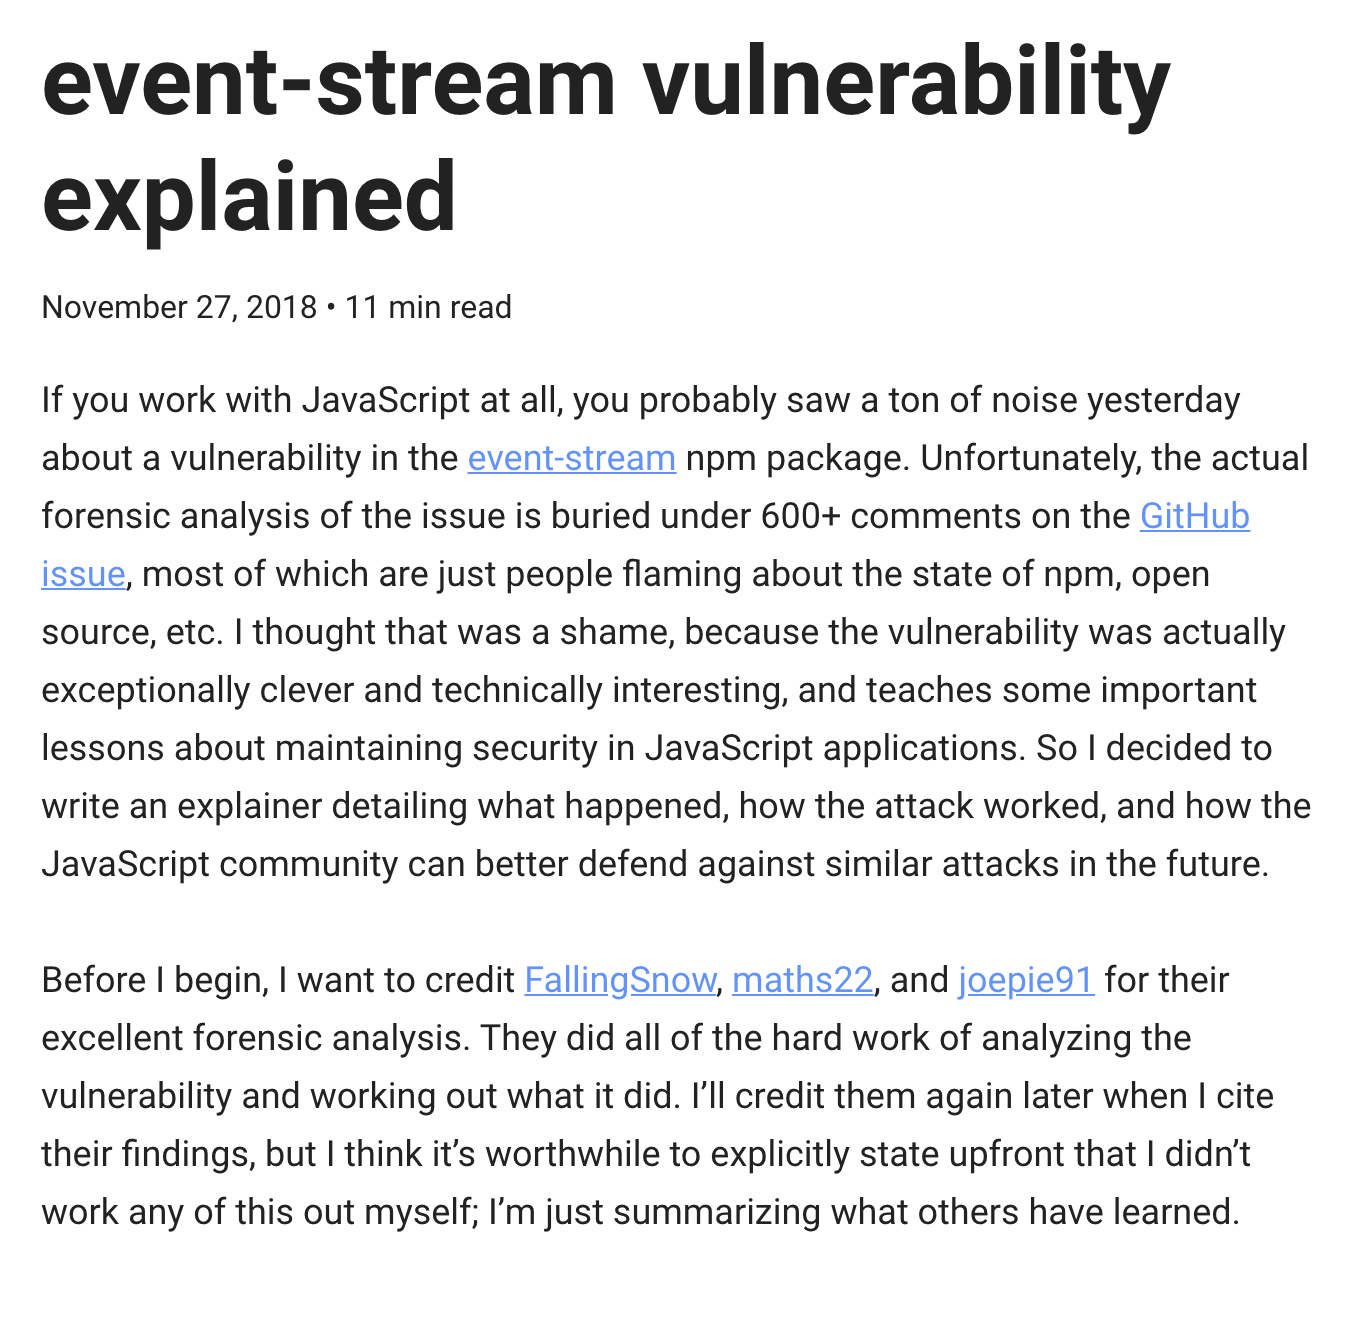 event-stream vulnerability
explained
November 27, 2018 • 11 min read
If you work with JavaScript at all, you probably saw a ton of noise yesterday
about a vulnerability in the event-stream npm package. Unfortunately, the actual
forensic analysis of the issue is buried under 600+ comments on the GitHub
issue, most of which are just people flaming about the state of npm, open
source, etc. I thought that was a shame, because the vulnerability was actually
exceptionally clever and technically interesting, and teaches some important
lessons about maintaining security in JavaScript applications. So I decided to
write an explainer detailing what happened, how the attack worked, and how the
JavaScript community can better defend against similar attacks in the future.
Before I begin, I want to credit FallingSnow, maths22, and joepie91 for their
excellent forensic analysis. They did all of the hard work of analyzing the
vulnerability and working out what it did. I’ll credit them again later when I cite
their findings, but I think it’s worthwhile to explicitly state upfront that I didn’t
work any of this out myself; I’m just summarizing what others have learned.